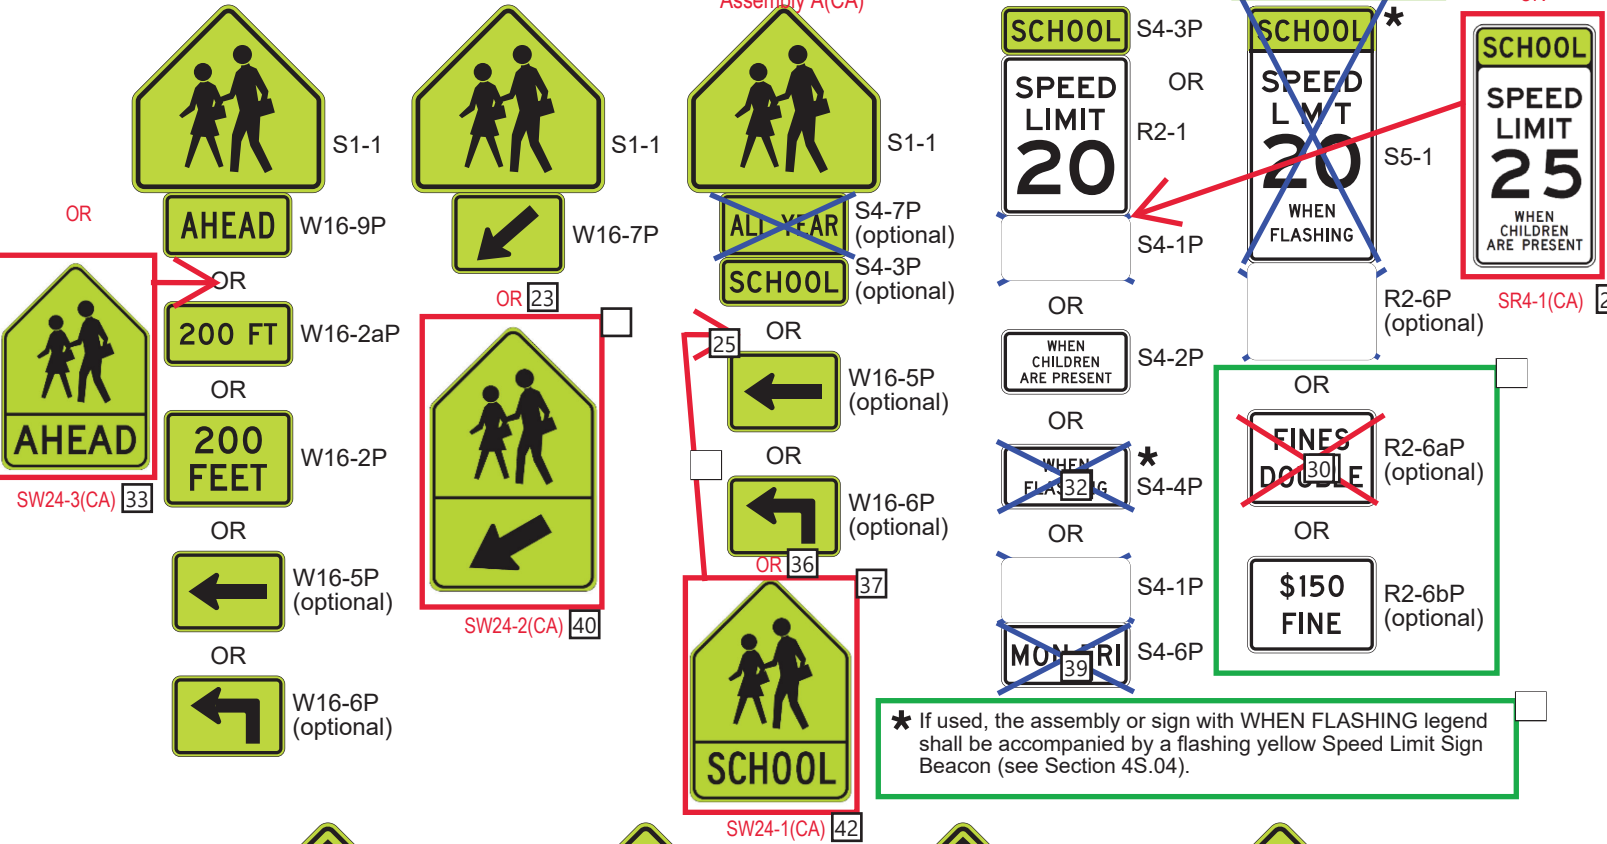 Assembly A(CA)
S1-1
AHEAD
W16-9P
OR
OR
200 FT
W16-2aP
OR
200
FEET
W16-2P
OR
W16-5P
(optional)
OR
W16-6P
(optional)
AHEAD
SW24-3(CA) 33
S1-1
W16-7P
OR 23
SW24-2(CA) 40
S1-1
ALL YEAR
S4-7P
(optional)
SCHOOL
S4-3P
(optional)
OR
25
W16-5P
(optional)
OR
W16-6P
(optional)
OR 36
37
SCHOOL
SW24-1(CA) 42
SCHOOL
S4-3P
OR
SPEED
LIMIT
20
R2-1
S4-1P
OR
WHEN
CHILDREN
ARE PRESENT
S4-2P
OR
WHEN
FLASHING
32
*
S4-4P
OR
S4-1P
MON-FRI
39
S4-6P
SCHOOL
*
SPEED
LIMIT
20
WHEN
FLASHING
S5-1
R2-6P
(optional)
OR
FINES
DOUBLE
30
R2-6aP
(optional)
OR
$150
FINE
R2-6bP
(optional)
SCHOOL
SPEED
LIMIT
25
WHEN
CHILDREN
ARE PRESENT
SR4-1(CA)
* If used, the assembly or sign with WHEN FLASHING legend
shall be accompanied by a flashing yellow Speed Limit Sign
Beacon (see Section 4S.04).